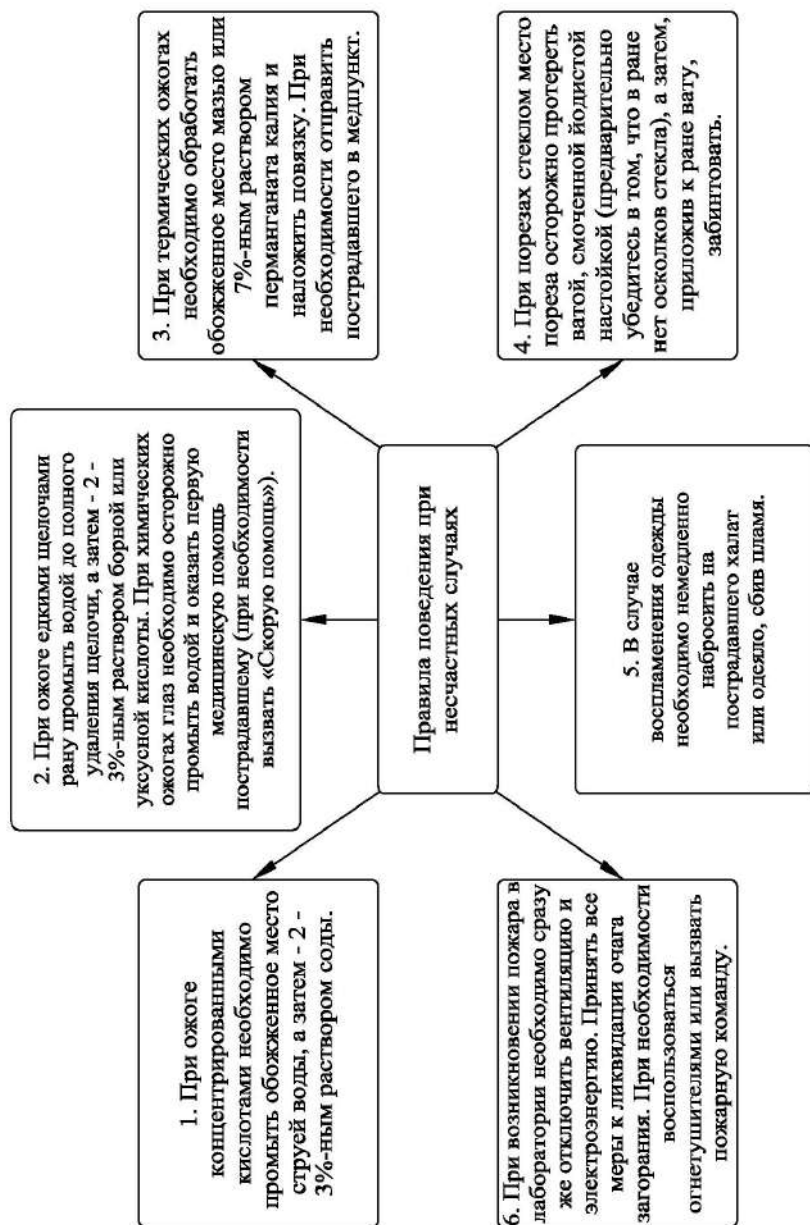 Правила поведения при
несчастных случаях
1. При ожоге
концентрированными
кислотами необходимо
промыть обожженное место
струей воды, а затем - 2 -
3%-ным раствором соды.
2. При ожоге едкими щелочами
рану промыть водой до полного
удаления щелочи, а затем - 2 -
3%-ным раствором борной или
уксусной кислоты. При химических
ожогах глаз необходимо осторожно
промыть водой и оказать первую
медицинскую помощь
пострадавшему (при необходимости
вызвать «Скорую помощь»).
3. При термических ожогах
необходимо обработать
обожженное место мазью или
7%-ным раствором
перманганата калия и
наложить повязку. При
необходимости отправить
пострадавшего в медпункт.
4. При порезах стеклом место
пореза осторожно протереть
ватой, смоченной йодистой
настойкой (предварительно
убедитесь в том, что в ране
нет осколков стекла), а затем,
приложив к ране вату,
забинтовать.
5. В случае
воспламенения одежды
необходимо немедленно
набросить на
пострадавшего халат
или одеяло, сбив пламя.
6. При возникновении пожара в
лаборатории необходимо сразу
же отключить вентиляцию и
электроэнергию. Принять все
меры к ликвидации очага
загорания. При необходимости
воспользоваться
огнетушителями или вызвать
пожарную команду.